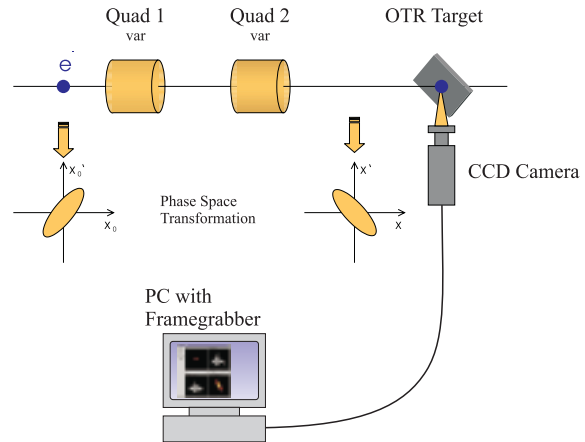 Quad 1
var
Quad 2
var
OTR Target
e-
x₀`
x₀
Phase Space
Transformation
x`
x
CCD Camera
PC with
Framegrabber